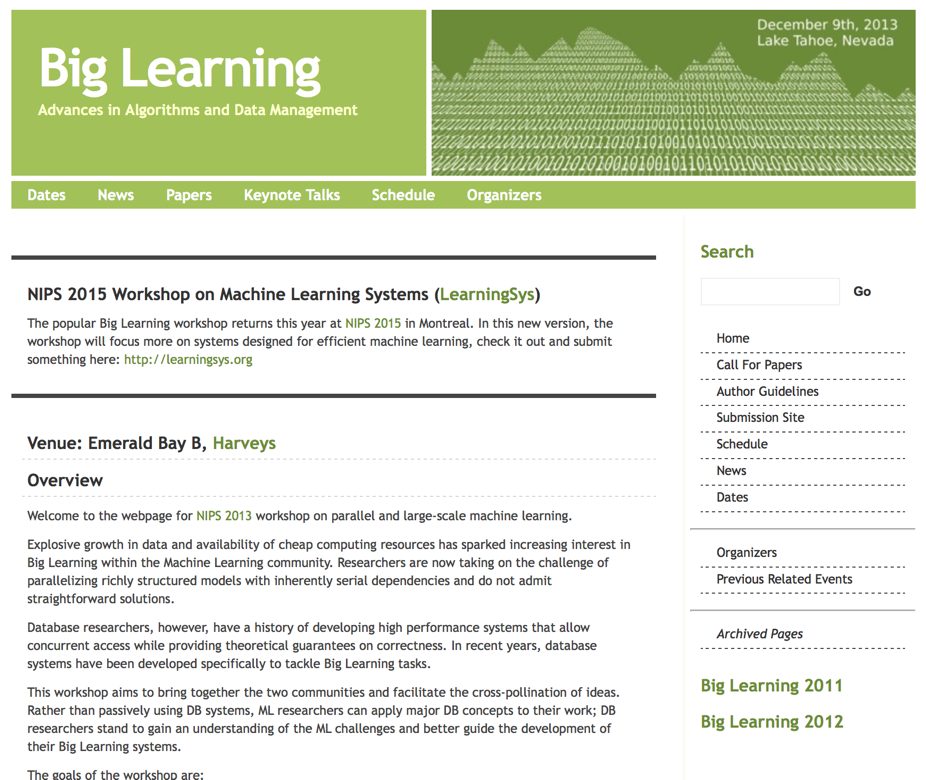 Big Learning
Advances in Algorithms and Data Management
December 9th, 2013
Lake Tahoe, Nevada
Dates News Papers Keynote Talks Schedule Organizers
NIPS 2015 Workshop on Machine Learning Systems (LearningSys)
The popular Big Learning workshop returns this year at NIPS 2015 in Montreal. In this new version, the
workshop will focus more on systems designed for efficient machine learning, check it out and submit
something here: http://learningsys.org
Venue: Emerald Bay B, Harveys
Overview
Welcome to the webpage for NIPS 2013 workshop on parallel and large-scale machine learning.
Explosive growth in data and availability of cheap computing resources has sparked increasing interest in
Big Learning within the Machine Learning community. Researchers are now taking on the challenge of
parallelizing richly structured models with inherently serial dependencies and do not admit
straightforward solutions.
Database researchers, however, have a history of developing high performance systems that allow
concurrent access while providing theoretical guarantees on correctness. In recent years, database
systems have been developed specifically to tackle Big Learning tasks.
This workshop aims to bring together the two communities and facilitate the cross-pollination of ideas.
Rather than passively using DB systems, ML researchers can apply major DB concepts to their work; DB
researchers stand to gain an understanding of the ML challenges and better guide the development of
their Big Learning systems.
The goals of the workshop are:
Search
Go
Home
Call For Papers
Author Guidelines
Submission Site
Schedule
News
Dates
Organizers
Previous Related Events
Archived Pages
Big Learning 2011
Big Learning 2012